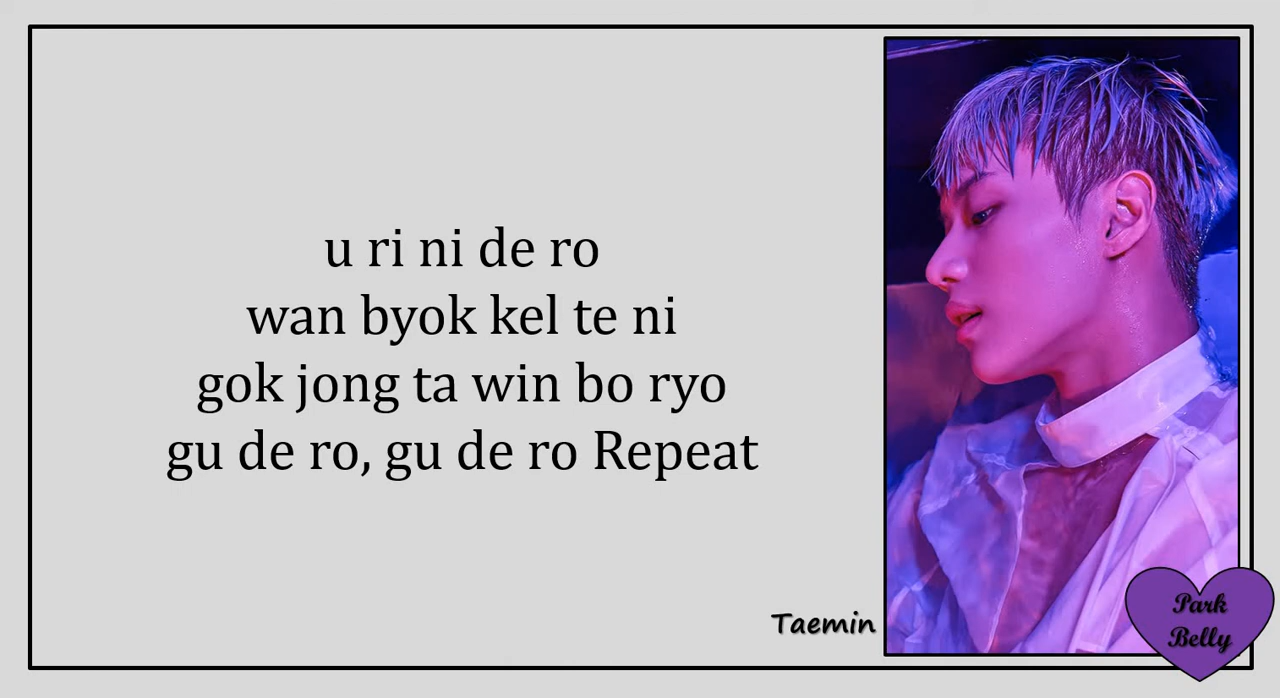 u ri ni de ro
wan byok kel te ni
gok jong ta win bo ryo
gu de ro, gu de ro Repeat
Taemin
Park
Belly